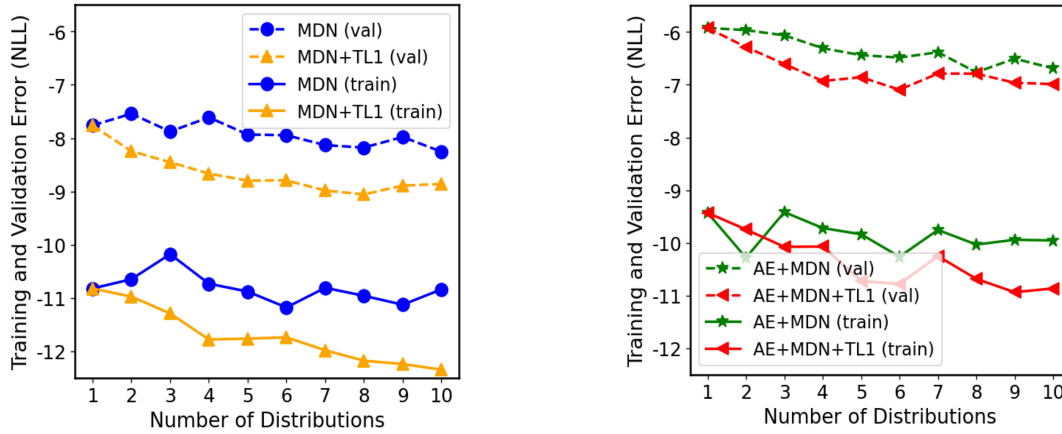 Training and Validation Error (NLL)
-6
-7
-8
-9
-10
-11
-12
MDN (val)
MDN+TL1 (val)
MDN (train)
MDN+TL1 (train)
1 2 3 4 5 6 7 8 9 10
Number of Distributions
Training and Validation Error (NLL)
-6
-7
-8
-9
-10
-11
-12
AE+MDN (val)
AE+MDN+TL1 (val)
AE+MDN (train)
AE+MDN+TL1 (train)
1 2 3 4 5 6 7 8 9 10
Number of Distributions